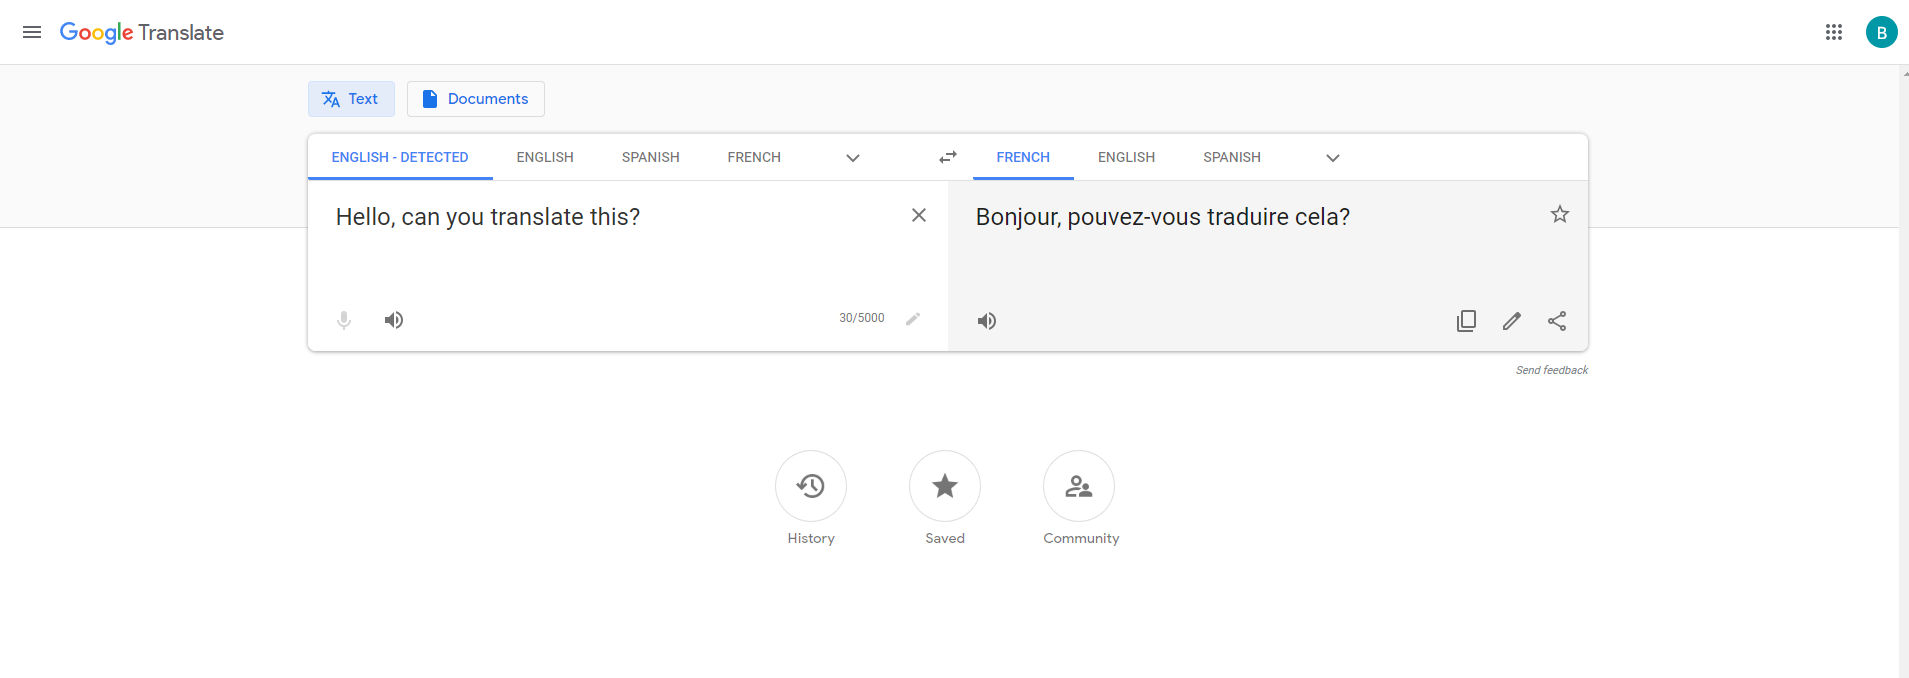 Google Translate
B
Text
Documents
ENGLISH - DETECTED
ENGLISH
SPANISH
FRENCH
FRENCH
ENGLISH
SPANISH
Hello, can you translate this?
Bonjour, pouvez-vous traduire cela?
30/5000
Send feedback
History
Saved
Community